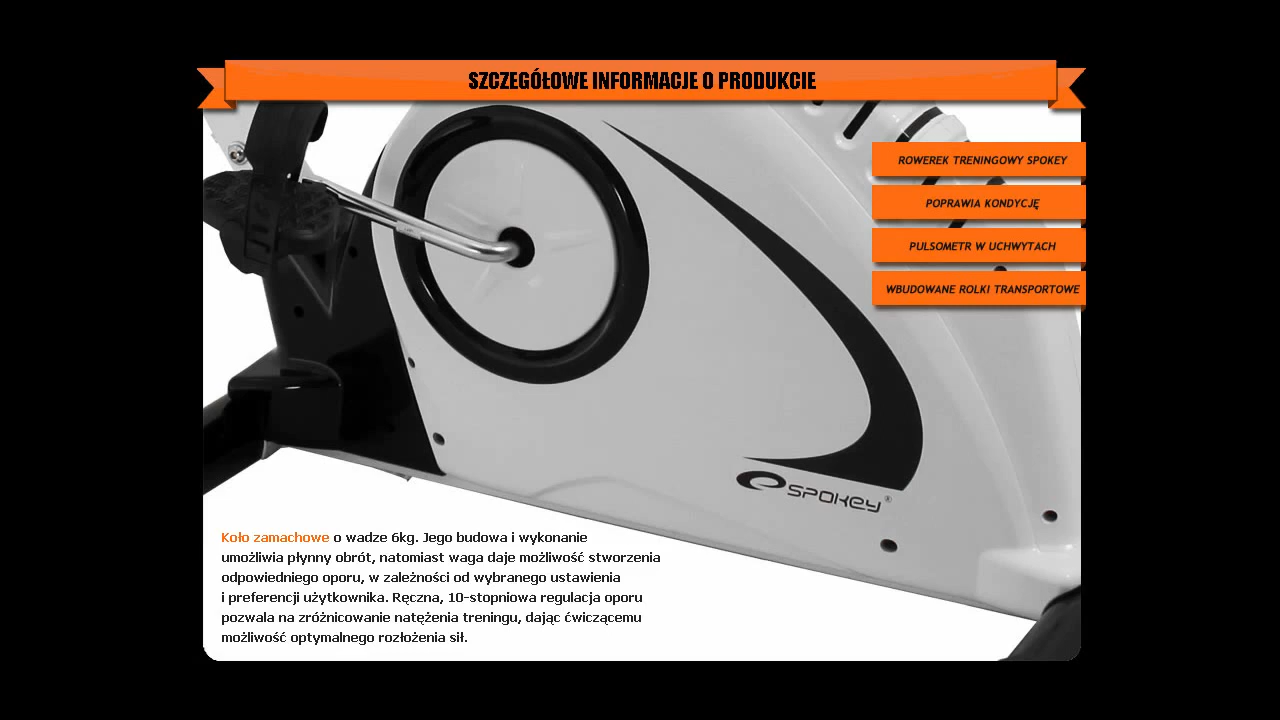 SZCZEGÓŁOWE INFORMACJE O PRODUKCIE
ROWEREK TRENINGOWY SPOKEY
POPRAWIA KONDYCJĘ
PULSOMETR W UCHWYTACH
WBUDOWANE ROLKI TRANSPORTOWE
SPOKEY®
Koło zamachowe o wadze 6kg. Jego budowa i wykonanie
umożliwia płynny obrót, natomiast waga daje możliwość stworzenia
odpowiedniego oporu, w zależności od wybranego ustawienia
i preferencji użytkownika. Ręczna, 10-stopniowa regulacja oporu
pozwala na zróżnicowanie natężenia treningu, dając ćwiczącemu
możliwość optymalnego rozłożenia sił.